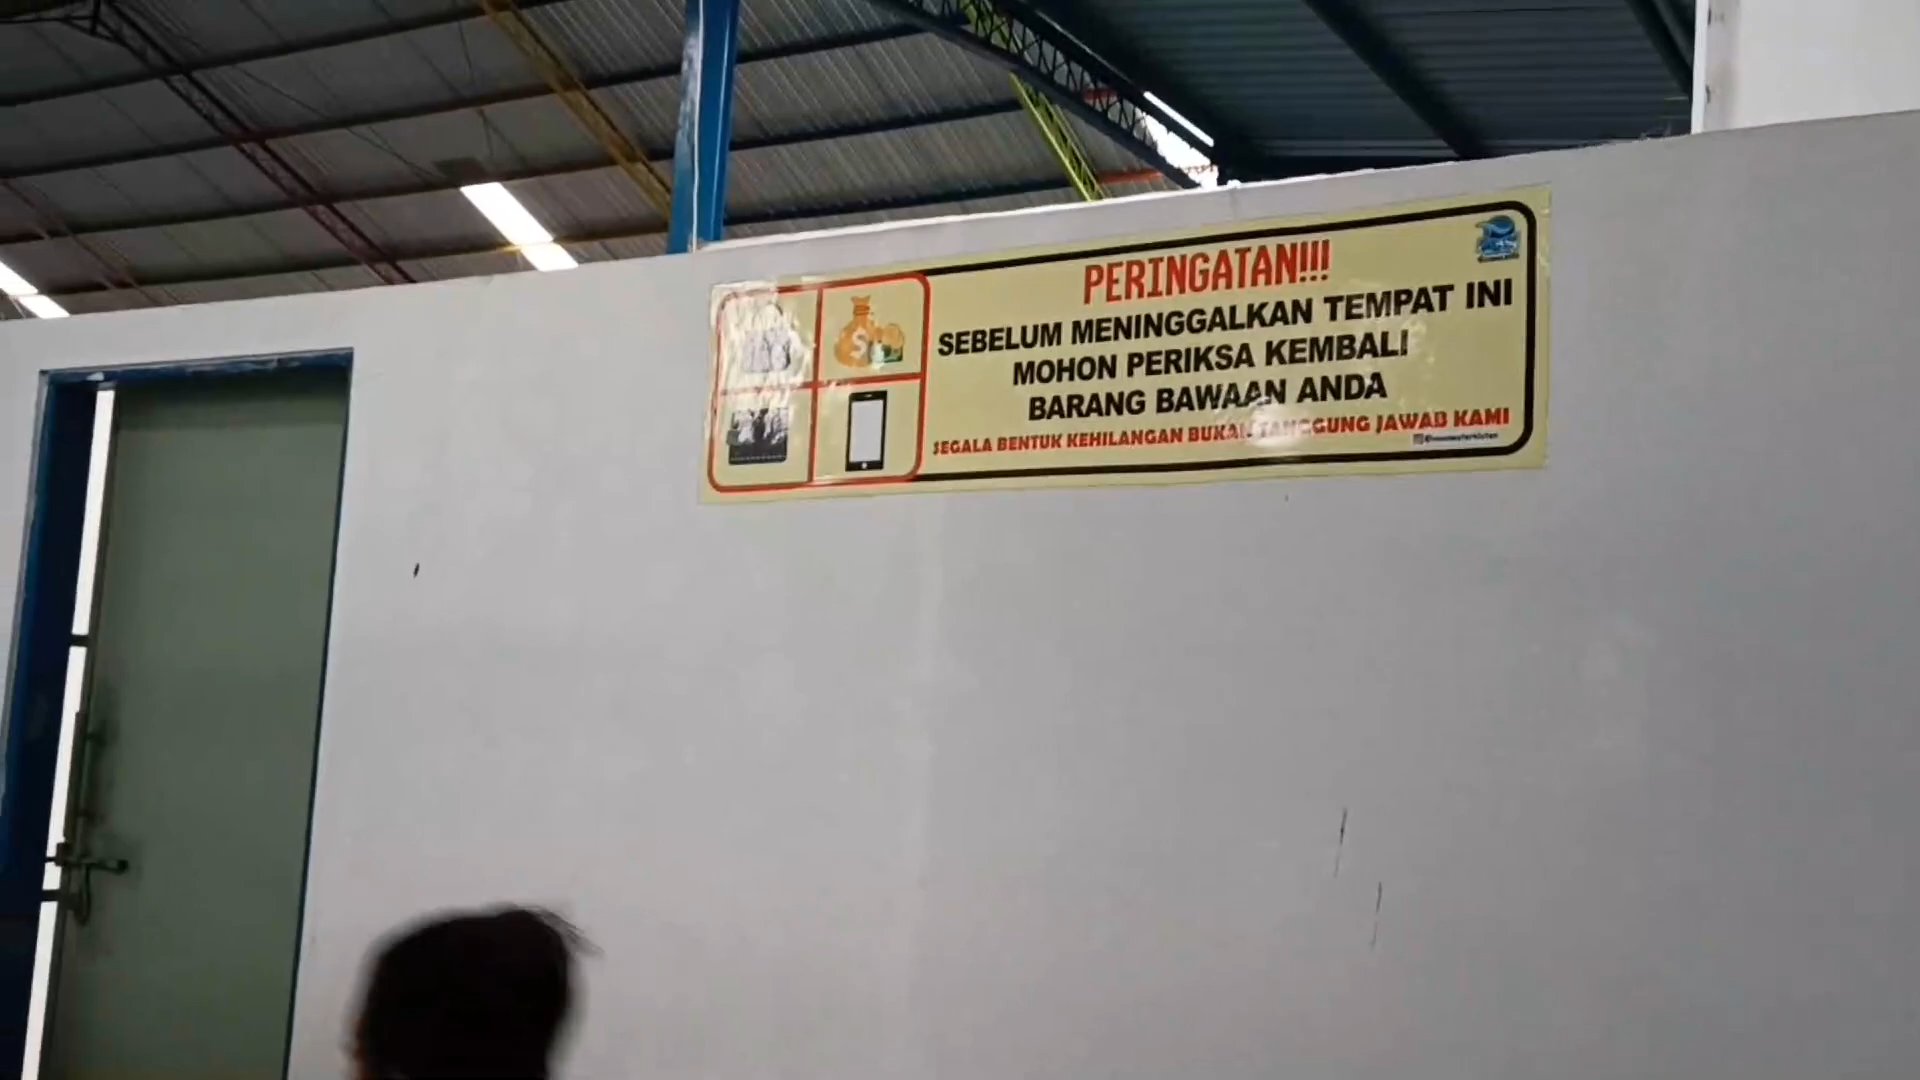 PERINGATAN!!!
SEBELUM MENINGGALKAN TEMPAT INI
MOHON PERIKSA KEMBALI
BARANG BAWAAN ANDA
SEGALA BENTUK KEHILANGAN BUKAN TANGGUNG JAWAB KAMI